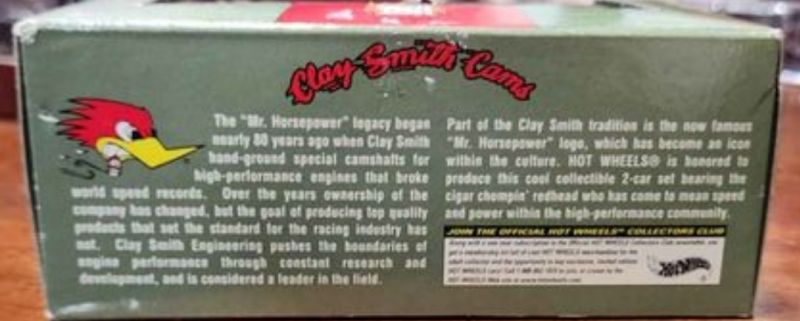 Clay Smith Cams
The "Mr. Horsepower" legacy began
nearly 80 years ago when Clay Smith
hand-ground special camshafts for
high-performance engines that broke
world speed records. Over the years ownership of the
company has changed, but the goal of producing top quality
products that set the standard for the racing industry has
not. Clay Smith Engineering pushes the boundaries of
engine performance through constant research and
development, and is considered a leader in the field.
Part of the Clay Smith tradition is the now famous
"Mr. Horsepower" logo, which has become an icon
within the culture. HOT WHEELS® is honored to
produce this cool collectible 2-car set bearing the
cigar chompin' redhead who has come to mean speed
and power within the high-performance community.
JOIN THE OFFICIAL HOT WHEELS™ COLLECTORS CLUB
HOT WHEELS